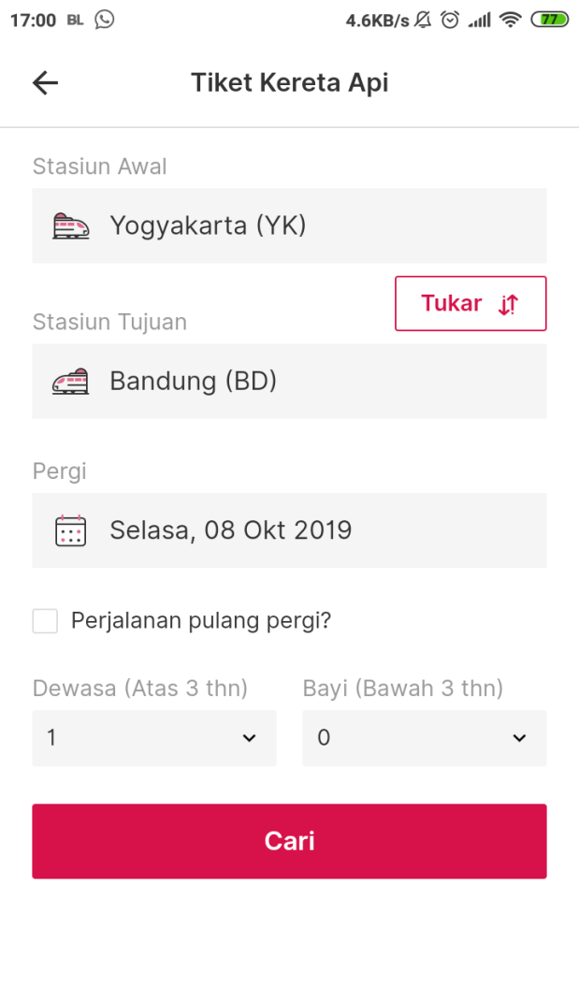 17:00 BL 4.6KB/s 77
Tiket Kereta Api
Stasiun Awal
Yogyakarta (YK)
Tukar
Stasiun Tujuan
Bandung (BD)
Pergi
Selasa, 08 Okt 2019
Perjalanan pulang pergi?
Dewasa (Atas 3 thn) Bayi (Bawah 3 thn)
1 0
Cari